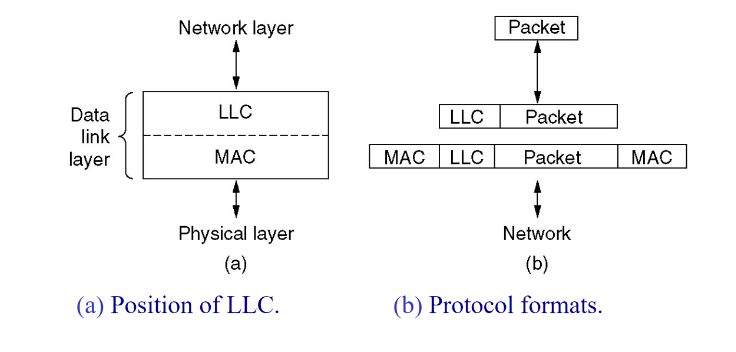 Network layer
Data
link
layer
LLC
MAC
Physical layer
(a)
Packet
LLC Packet
MAC LLC Packet MAC
Network
(b)
(a) Position of LLC.
(b) Protocol formats.